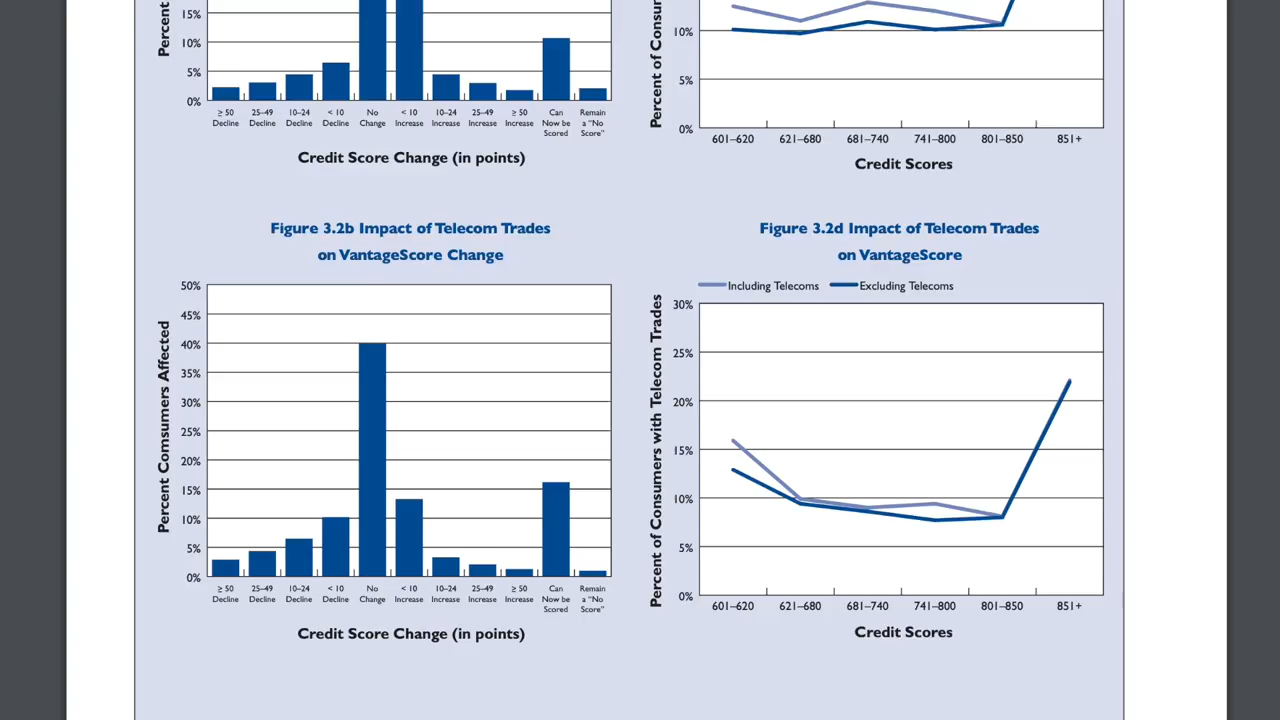 Percent
15%
10%
5%
0%
≥ 50 25–49 10–24 < 10 No < 10 10–24 25–49 ≥ 50 Can Remain
Decline Decline Decline Decline Change Increase Increase Increase Increase Now be a “No
Scored Score”
Credit Score Change (in points)
Percent of Consu
10%
5%
0%
601–620 621–680 681–740 741–800 801–850 851+
Credit Scores
Figure 3.2b Impact of Telecom Trades
on VantageScore Change
Percent Comsumers Affected
50%
45%
40%
35%
30%
25%
20%
15%
10%
5%
0%
≥ 50 25–49 10–24 < 10 No < 10 10–24 25–49 ≥ 50 Can Remain
Decline Decline Decline Decline Change Increase Increase Increase Increase Now be a “No
Scored Score”
Credit Score Change (in points)
Figure 3.2d Impact of Telecom Trades
on VantageScore
Including Telecoms Excluding Telecoms
Percent of Consumers with Telecom Trades
30%
25%
20%
15%
10%
5%
0%
601–620 621–680 681–740 741–800 801–850 851+
Credit Scores